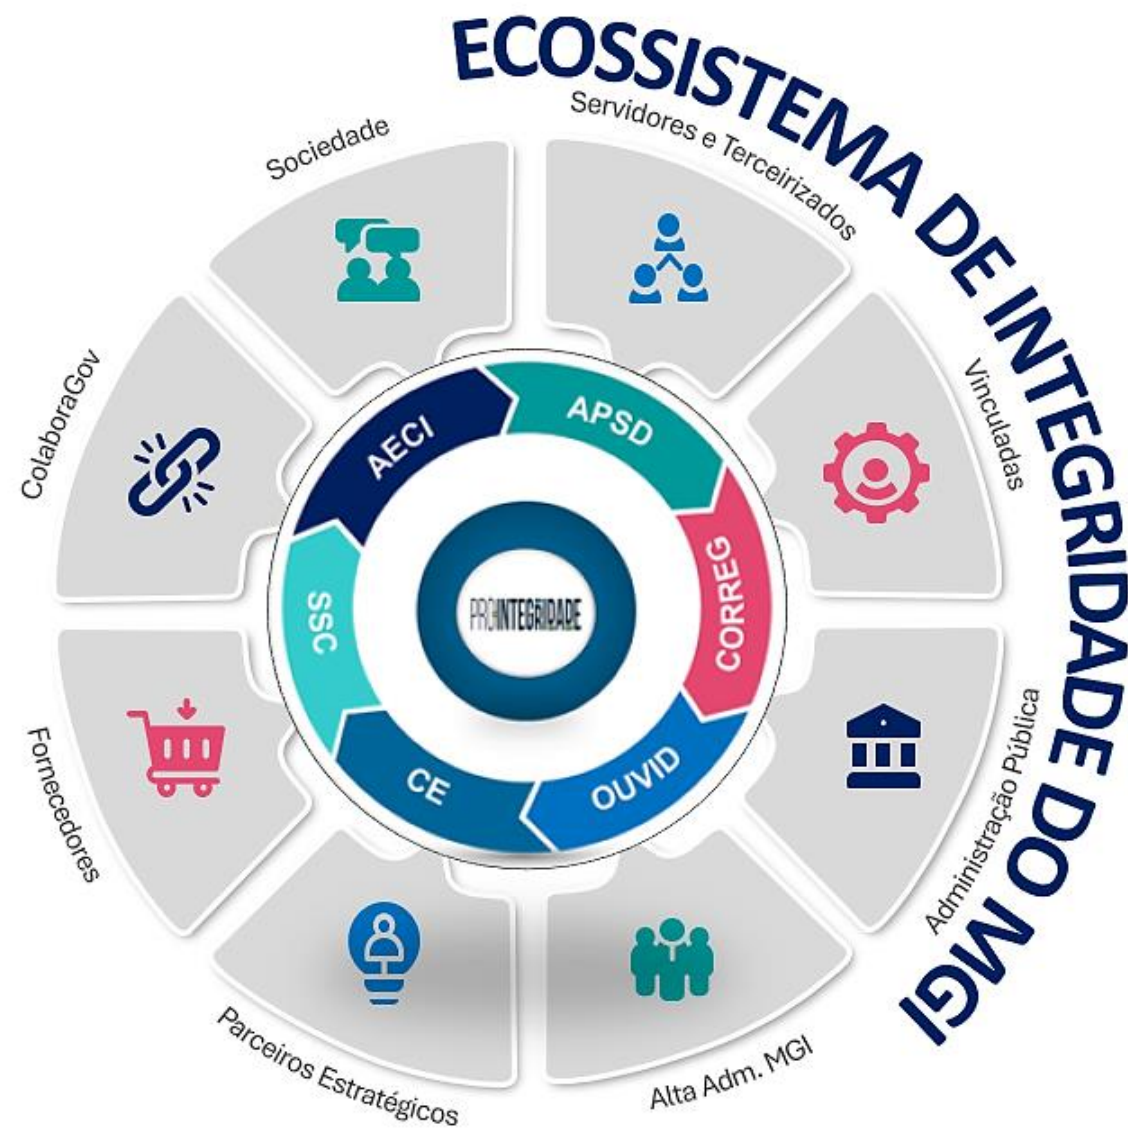 ECOSSISTEMA DE INTEGRIDADE DO MGI
Servidores e Terceirizados
Vinculadas
Administração Pública
Alta Adm. MGI
Parceiros Estratégicos
Fornecedores
ColaboraGov
Sociedade
APSD
CORREG
OUVID
CE
SSC
AECI
PROINTEGRIDADE